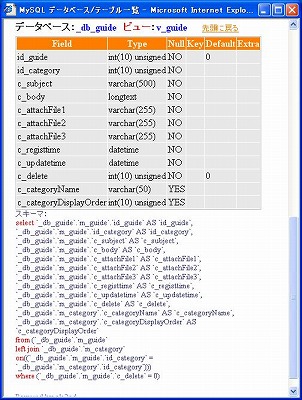 MySQL データベース/テーブル一覧 - Microsoft Internet Explo...
データベース: _db_guide ビュー: v_guide 先頭に戻る
Field Type Null Key Default Extra
id_guide int(10) unsigned NO 0
id_category int(10) unsigned NO
c_subject varchar(500) NO
c_body longtext NO
c_attachFile1 varchar(255) NO
c_attachFile2 varchar(255) NO
c_attachFile3 varchar(255) NO
c_registtime datetime NO
c_updatetime datetime NO
c_delete int(10) unsigned NO 0
c_categoryName varchar(50) YES
c_categoryDisplayOrder int(10) unsigned YES
スキーマ:
select `_db_guide`.`m_guide`.`id_guide` AS `id_guide`,
`_db_guide`.`m_guide`.`id_category` AS `id_category`,
`_db_guide`.`m_guide`.`c_subject` AS `c_subject`,
`_db_guide`.`m_guide`.`c_body` AS `c_body`,
`_db_guide`.`m_guide`.`c_attachFile1` AS `c_attachFile1`,
`_db_guide`.`m_guide`.`c_attachFile2` AS `c_attachFile2`,
`_db_guide`.`m_guide`.`c_attachFile3` AS `c_attachFile3`,
`_db_guide`.`m_guide`.`c_registtime` AS `c_registtime`,
`_db_guide`.`m_guide`.`c_updatetime` AS `c_updatetime`,
`_db_guide`.`m_guide`.`c_delete` AS `c_delete`,
`_db_guide`.`m_category`.`c_categoryName` AS `c_categoryName`,
`_db_guide`.`m_category`.`c_categoryDisplayOrder` AS
`c_categoryDisplayOrder`
from (`_db_guide`.`m_guide`
left join `_db_guide`.`m_category`
on((`_db_guide`.`m_guide`.`id_category` =
`_db_guide`.`m_category`.`id_category`)))
where (`_db_guide`.`m_guide`.`c_delete` = 0)